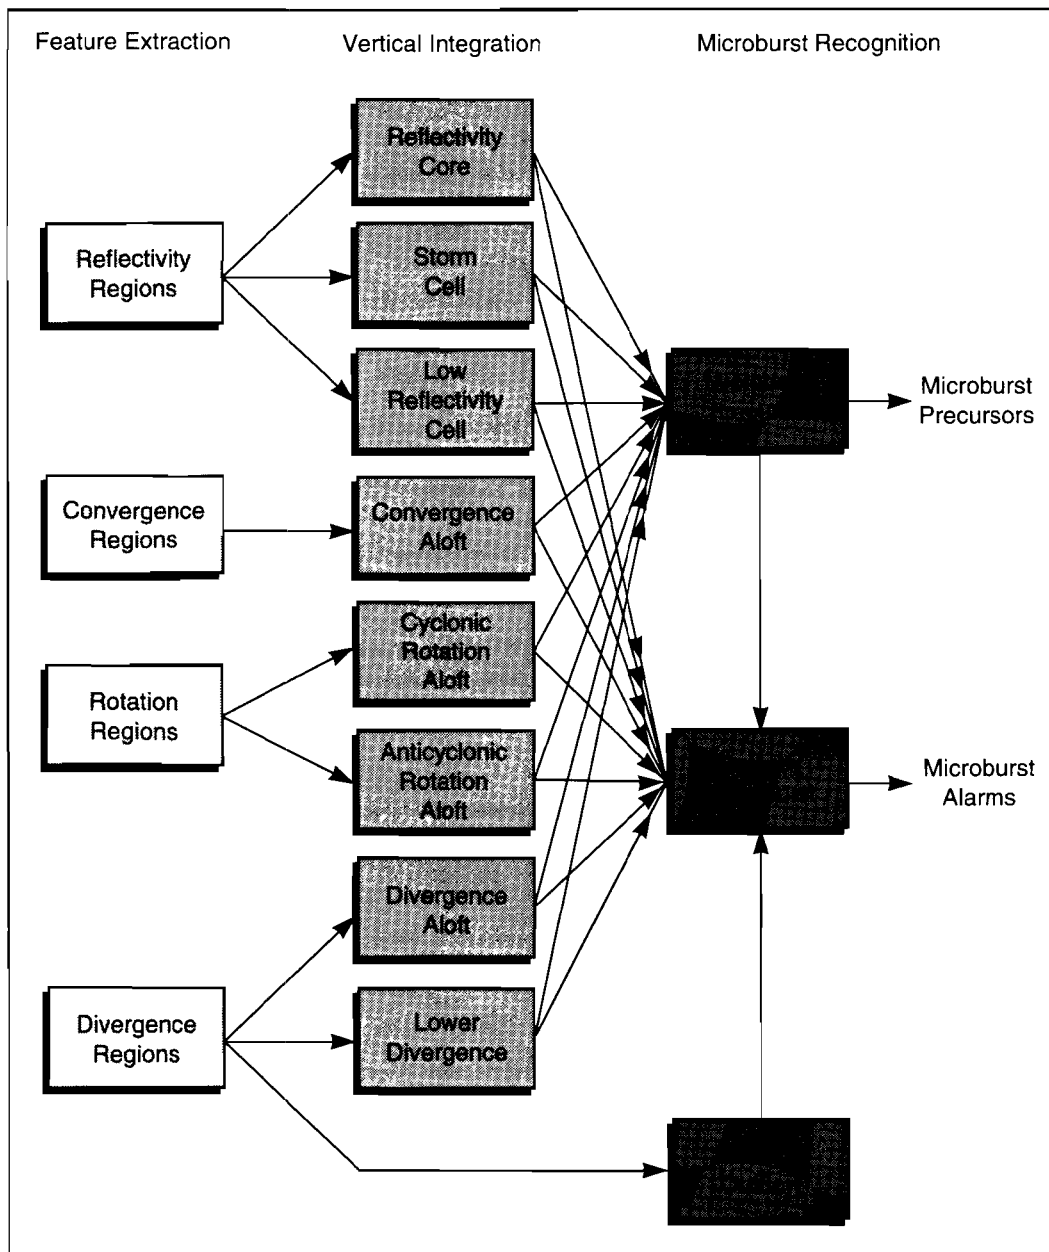 Feature Extraction
Vertical Integration
Microburst Recognition
Reflectivity
Regions
Convergence
Regions
Rotation
Regions
Divergence
Regions
Reflectivity
Core
Storm
Cell
Low
Reflectivity
Cell
Convergence
Aloft
Cyclonic
Rotation
Aloft
Anticyclonic
Rotation
Aloft
Divergence
Aloft
Lower
Divergence
Microburst
Precursors
Microburst
Alarms